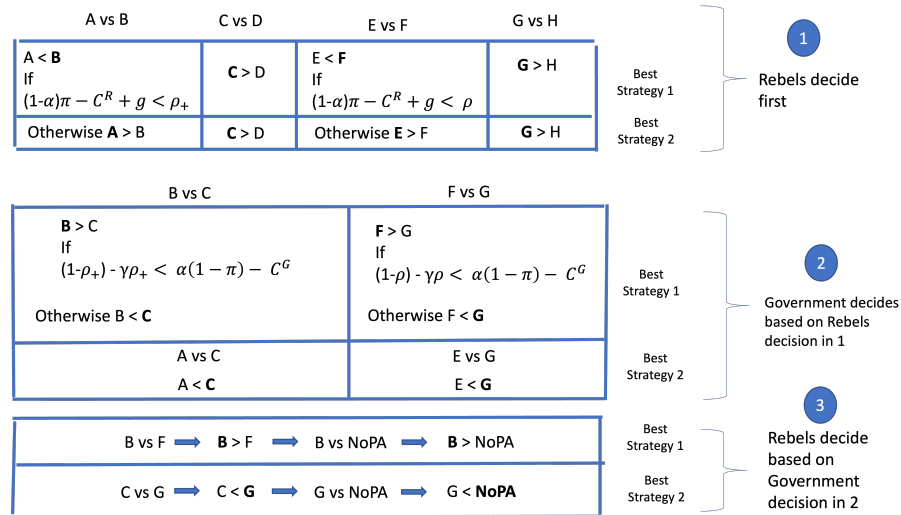 A vs B C vs D E vs F G vs H
A < B
If
(1-α)π − C^R + g < ρ₊
C > D
E < F
If
(1-α)π − C^R + g < ρ
G > H
Best
Strategy 1
Otherwise A > B C > D Otherwise E > F G > H
Best
Strategy 2
1
Rebels decide
first
B vs C F vs G
B > C
If
(1-ρ₊) - γρ₊ < α(1 − π) − C^G
Otherwise B < C
F > G
If
(1-ρ) - γρ < α(1 − π) − C^G
Otherwise F < G
Best
Strategy 1
A vs C E vs G
A < C E < G
Best
Strategy 2
2
Government decides
based on Rebels
decision in 1
B vs F → B > F → B vs NoPA → B > NoPA
Best
Strategy 1
C vs G → C < G → G vs NoPA → G < NoPA
Best
Strategy 2
3
Rebels decide
based on
Government
decision in 2